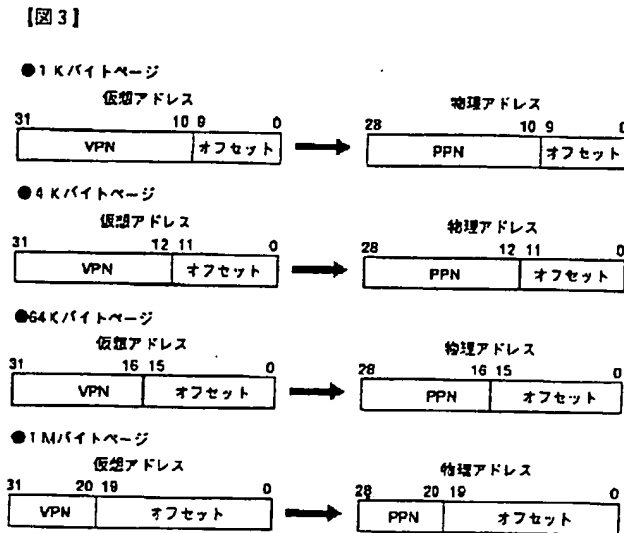 【図3】
●1Kバイトページ
仮想アドレス 物理アドレス
31 10 9 0 28 10 9 0
VPN オフセット PPN オフセット
●4Kバイトページ
仮想アドレス 物理アドレス
31 12 11 0 28 12 11 0
VPN オフセット PPN オフセット
●64Kバイトページ
仮想アドレス 物理アドレス
31 16 15 0 28 16 15 0
VPN オフセット PPN オフセット
●1Mバイトページ
仮想アドレス 物理アドレス
31 20 19 0 28 20 19 0
VPN オフセット PPN オフセット